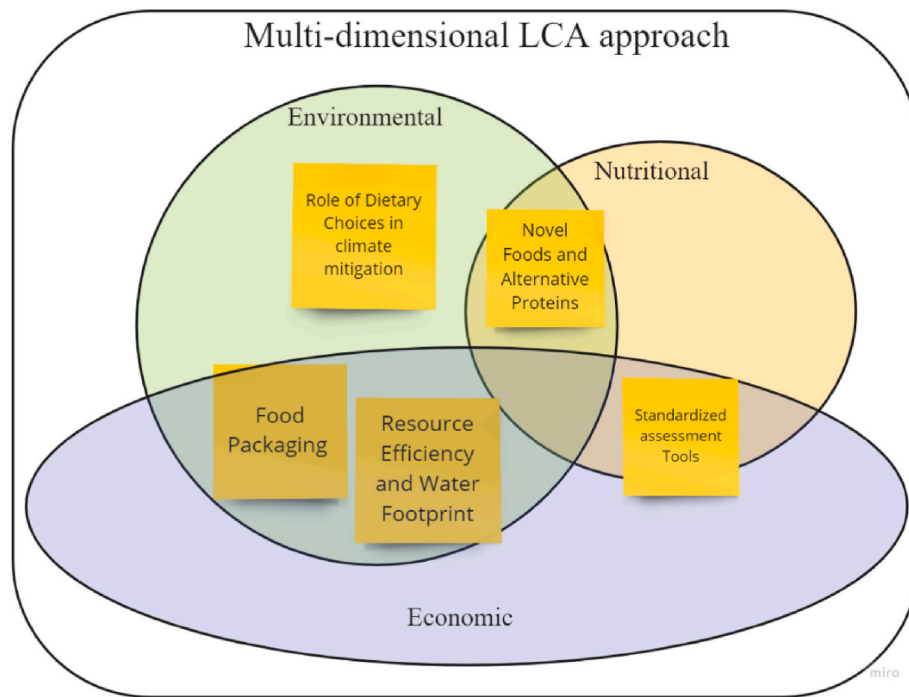 Multi-dimensional LCA approach
Environmental
Nutritional
Role of Dietary
Choices in
climate
mitigation
Novel
Foods and
Alternative
Proteins
Food
Packaging
Resource
Efficiency
and Water
Footprint
Standardized
assessment
Tools
Economic
miro